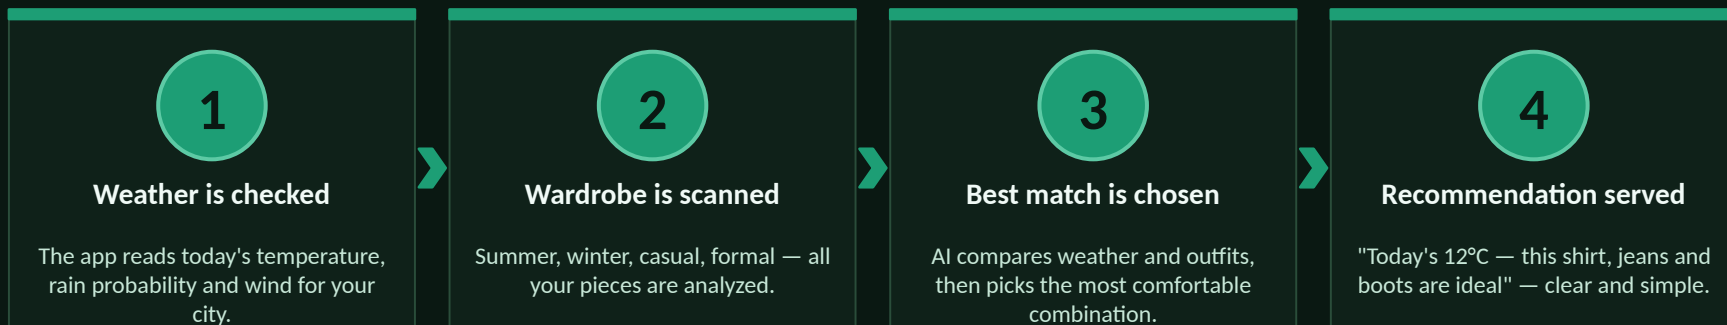 1
Weather is checked
The app reads today's temperature,
rain probability and wind for your
city.
2
Wardrobe is scanned
Summer, winter, casual, formal — all
your pieces are analyzed.
3
Best match is chosen
AI compares weather and outfits,
then picks the most comfortable
combination.
4
Recommendation served
"Today's 12°C — this shirt, jeans and
boots are ideal" — clear and simple.